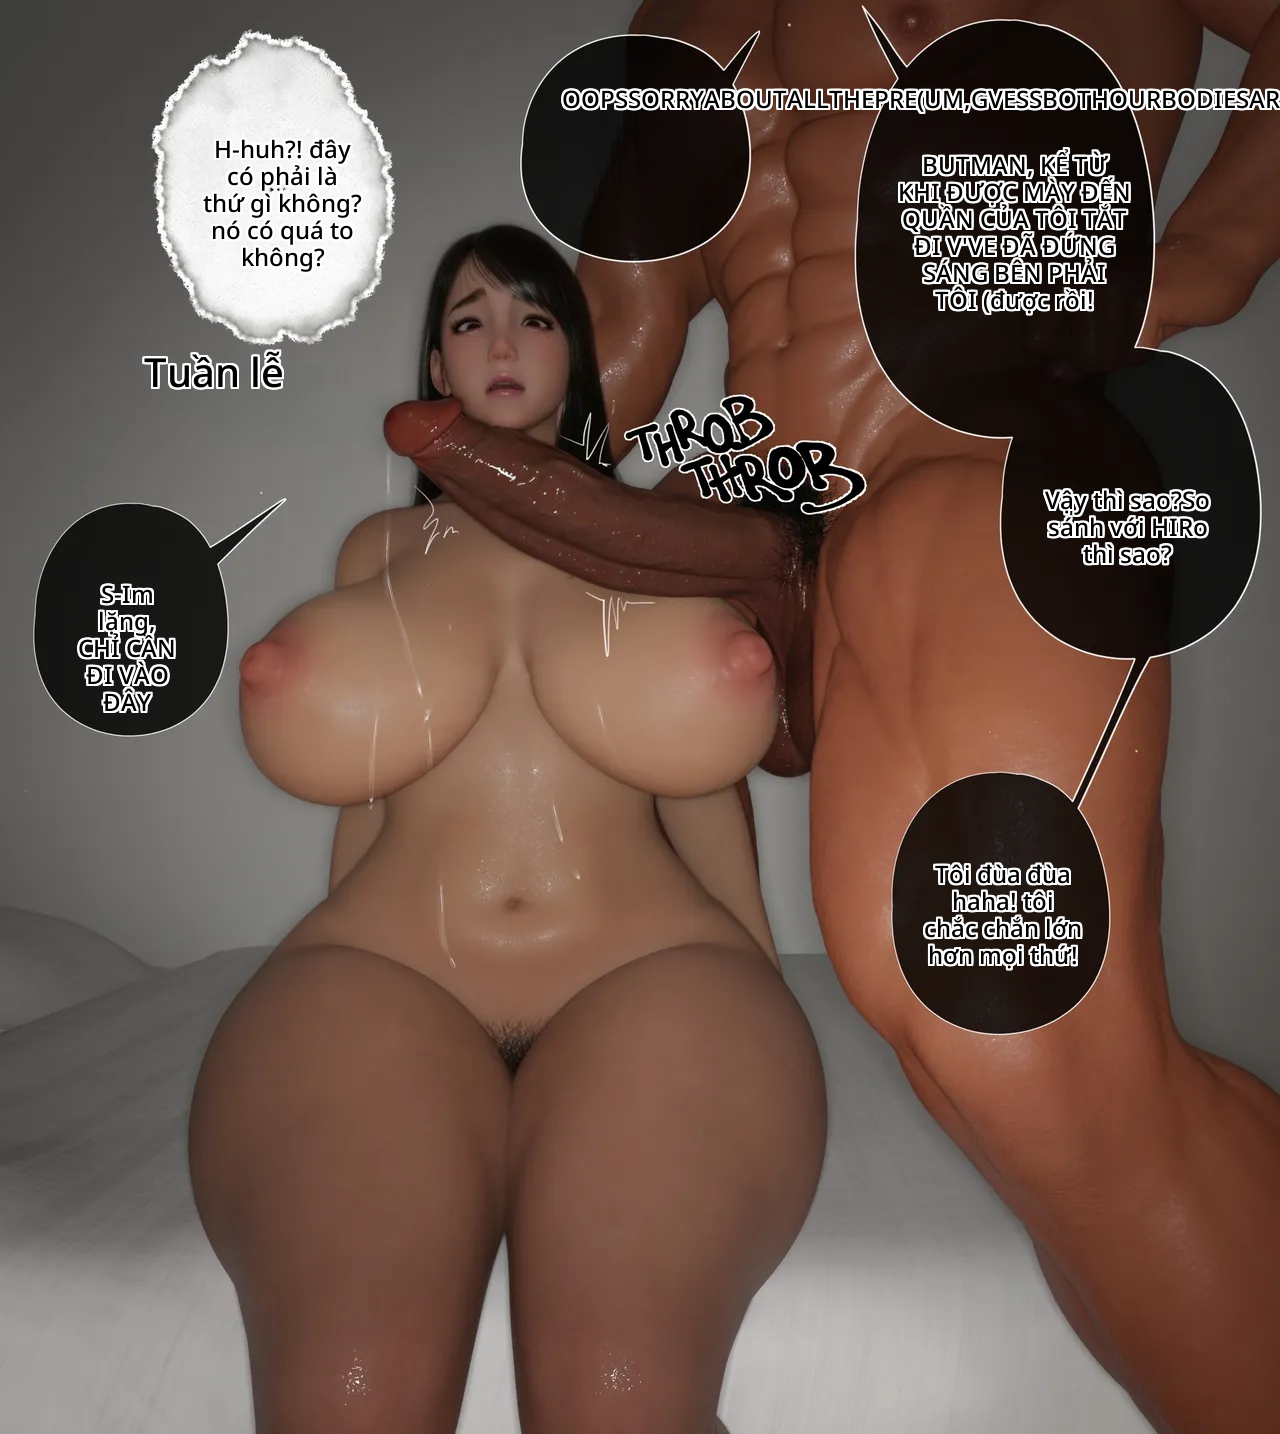 OOPSSORRYABOUTALLTHEPRE(UM,GVESSBOTHOURBODIESAR
H-huh?! đây
có phải là
thứ gì không?
nó có quá to
không?
BUTMAN, KỂ TỪ
KHI ĐƯỢC MÀY ĐẾN
QUẦN CỦA TÔI TẮT
ĐI V'VE ĐÃ ĐỨNG
SÁNG BÊN PHẢI
TÔI (được rồi!
Tuần lễ
THROB
THROB
Vậy thì sao?So
sánh với HIRo
thì sao?
S-Im
lặng,
CHỈ CẦN
ĐI VÀO
ĐÂY
Tôi đùa đùa
haha! tôi
chắc chắn lớn
hơn mọi thứ!